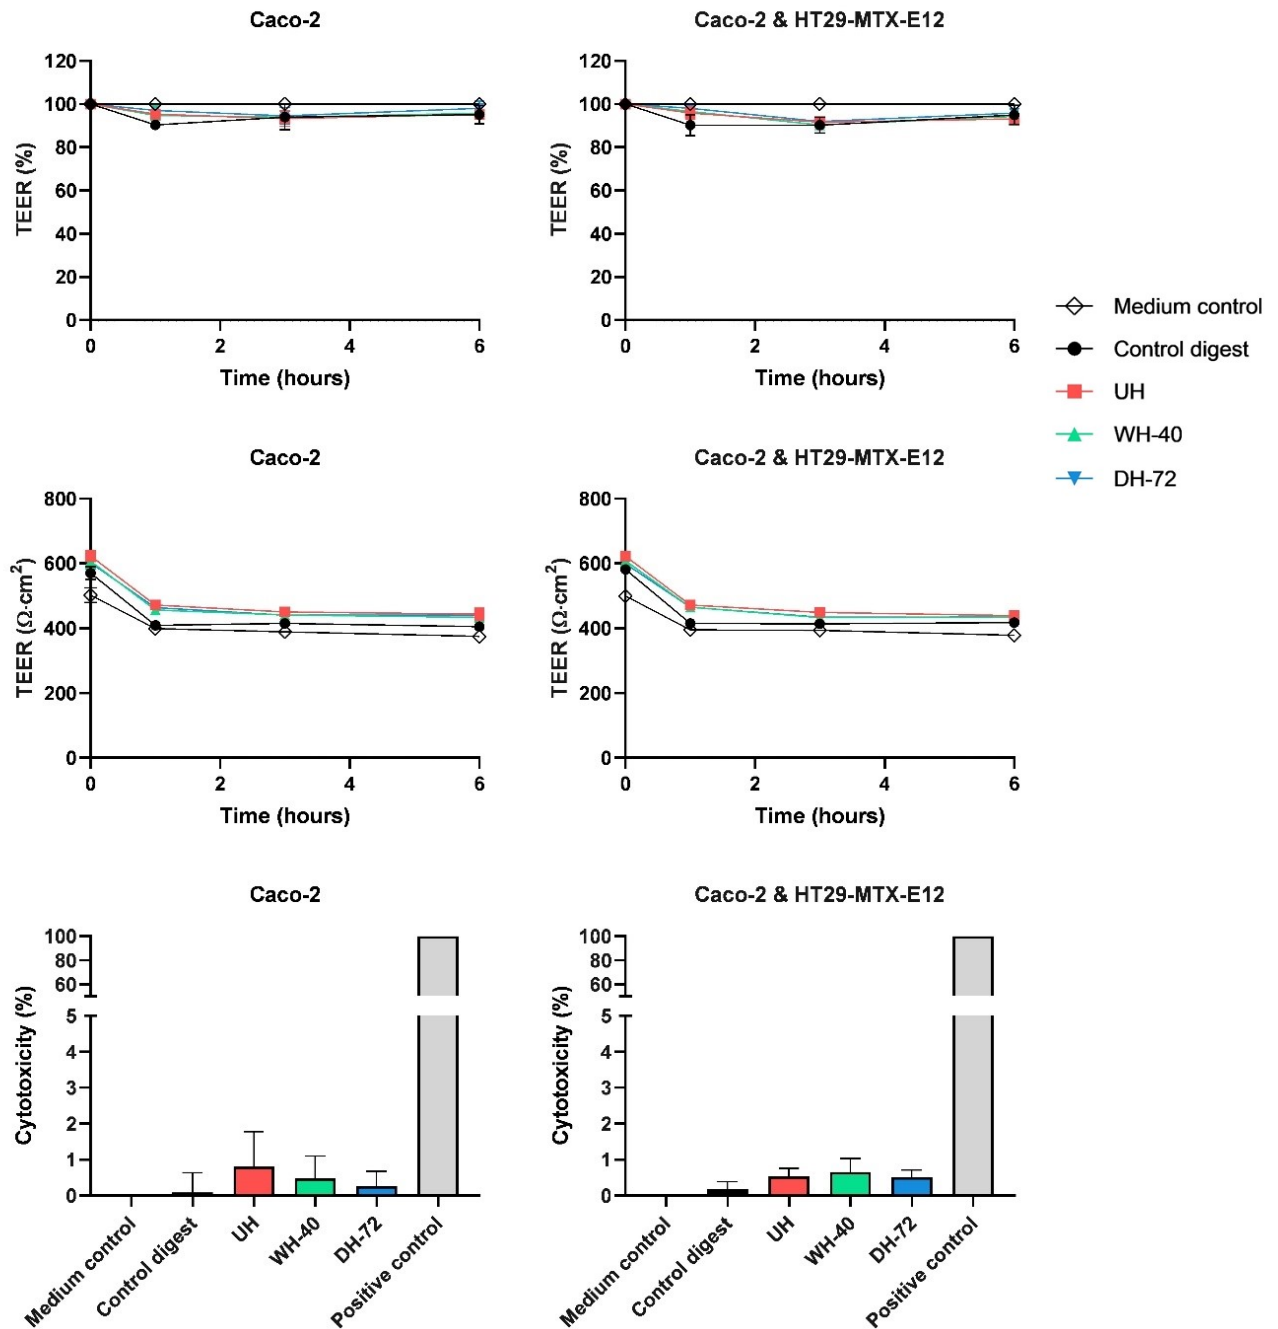 Caco-2
Caco-2 & HT29-MTX-E12
120
100
80
60
40
20
0
TEER (%)
0 2 4 6
Time (hours)
120
100
80
60
40
20
0
TEER (%)
0 2 4 6
Time (hours)
Medium control
Control digest
UH
WH-40
DH-72
Caco-2
Caco-2 & HT29-MTX-E12
800
600
400
200
0
TEER (Ω·cm²)
0 2 4 6
Time (hours)
800
600
400
200
0
TEER (Ω·cm²)
0 2 4 6
Time (hours)
Caco-2
Caco-2 & HT29-MTX-E12
100
80
60
5
4
3
2
1
0
Cytotoxicity (%)
Medium control
Control digest
UH
WH-40
DH-72
Positive control
100
80
60
5
4
3
2
1
0
Cytotoxicity (%)
Medium control
Control digest
UH
WH-40
DH-72
Positive control